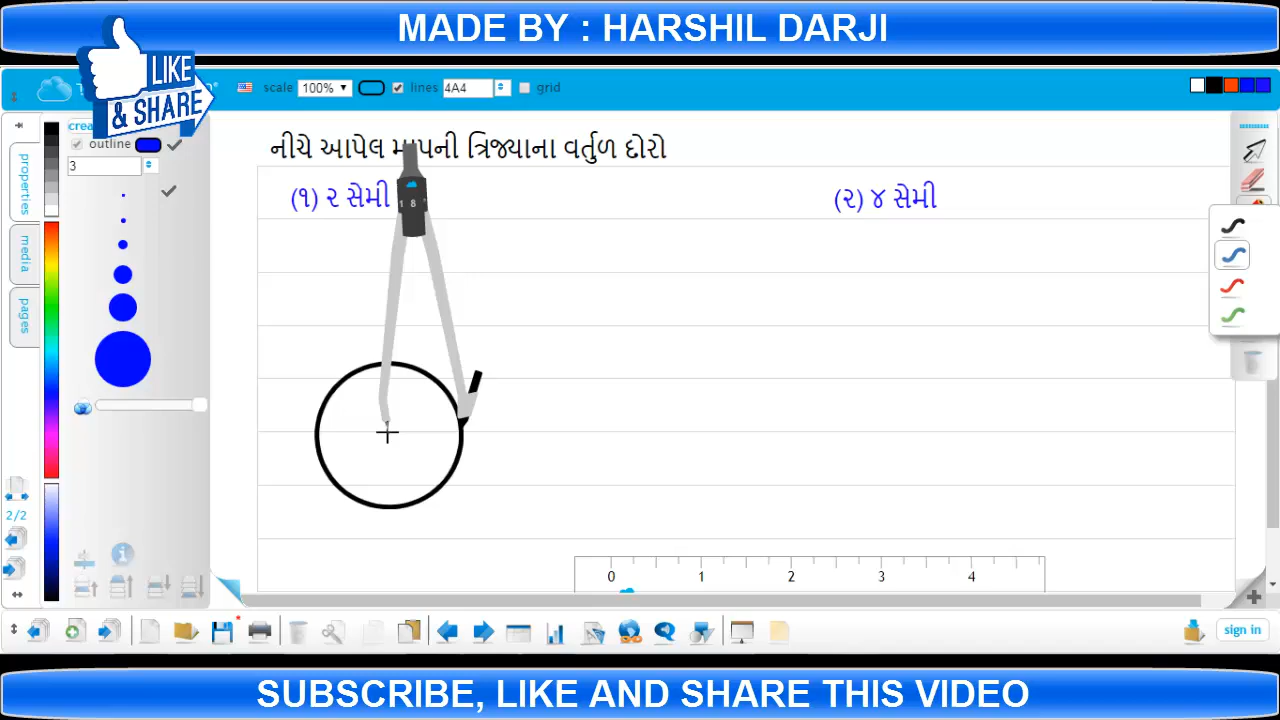 MADE BY : HARSHIL DARJI
LIKE
& SHARE
scale 100% lines 4A4 grid
outline
3
properties
media
pages
નીચે આપેલ માપની ત્રિજ્યાના વર્તુળ દોરો
(૧) ૨ સેમી
(૨) ૪ સેમી
1 8
2/2
0 1 2 3 4
sign in
SUBSCRIBE, LIKE AND SHARE THIS VIDEO